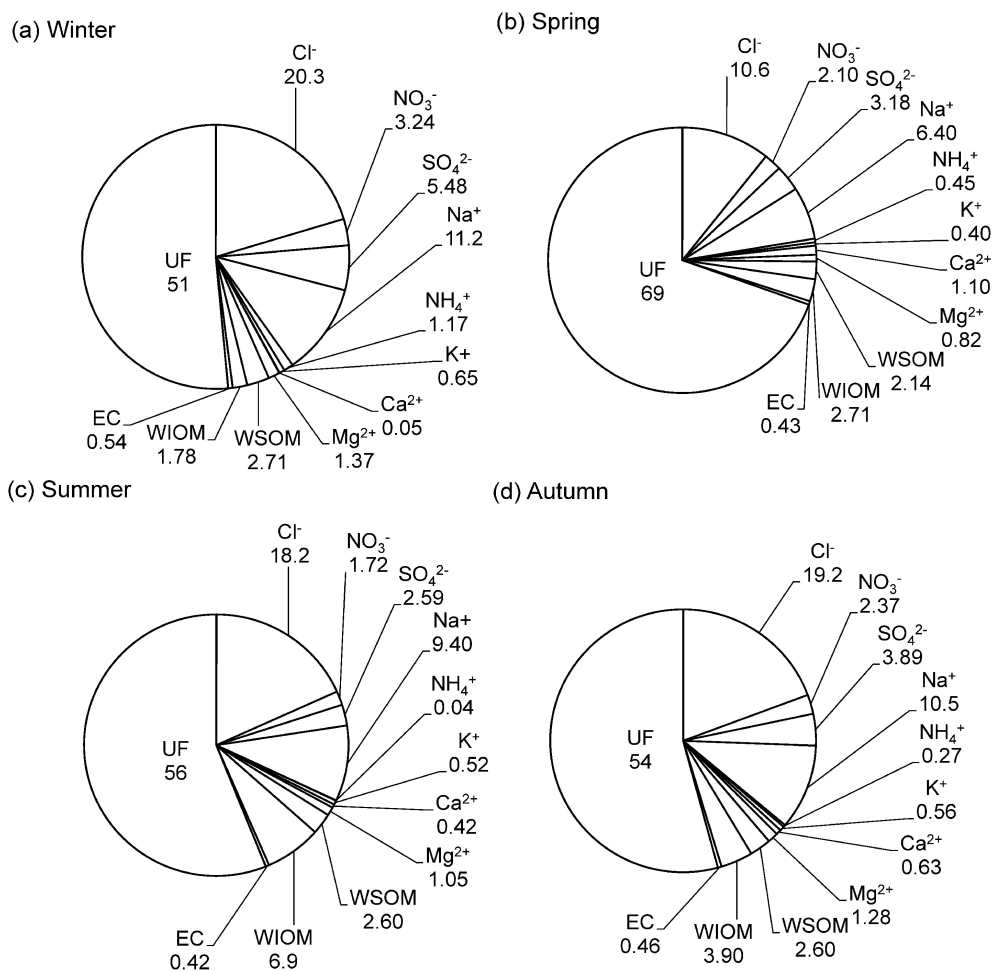 (a) Winter
Cl⁻
20.3
NO₃⁻
3.24
SO₄²⁻
5.48
Na⁺
11.2
NH₄⁺
1.17
K+
0.65
Ca²⁺
0.05
Mg²⁺
1.37
WSOM
2.71
WIOM
1.78
EC
0.54
UF
51
(b) Spring
Cl⁻
10.6
NO₃⁻
2.10
SO₄²⁻
3.18
Na⁺
6.40
NH₄⁺
0.45
K⁺
0.40
Ca²⁺
1.10
Mg²⁺
0.82
WSOM
2.14
WIOM
2.71
EC
0.43
UF
69
(c) Summer
Cl⁻
18.2
NO₃⁻
1.72
SO₄²⁻
2.59
Na+
9.40
NH₄⁺
0.04
K⁺
0.52
Ca²⁺
0.42
Mg²⁺
1.05
WSOM
2.60
WIOM
6.9
EC
0.42
UF
56
(d) Autumn
Cl⁻
19.2
NO₃⁻
2.37
SO₄²⁻
3.89
Na⁺
10.5
NH₄⁺
0.27
K⁺
0.56
Ca²⁺
0.63
Mg²⁺
1.28
WSOM
2.60
WIOM
3.90
EC
0.46
UF
54